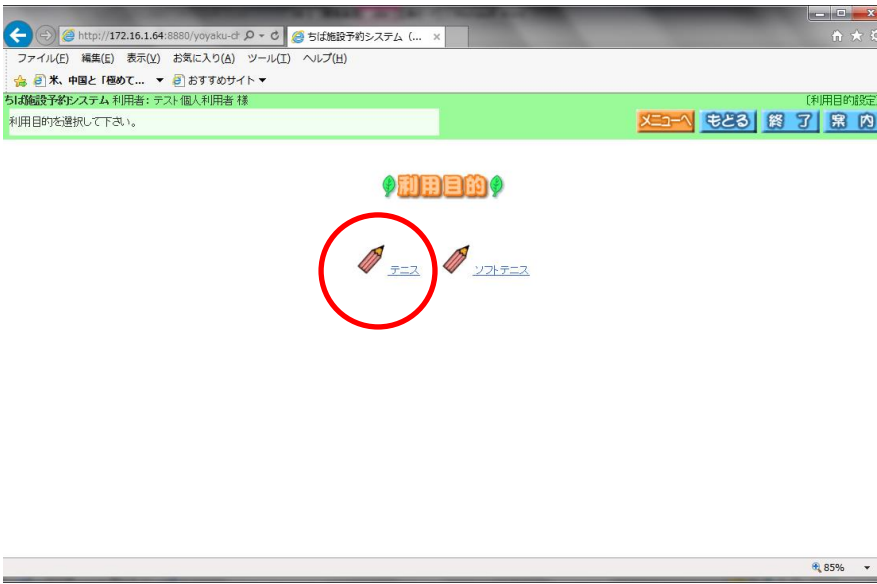 http://172.16.1.64:8880/yoyaku-ch ちば施設予約システム (... ×
ファイル(F) 編集(E) 表示(V) お気に入り(A) ツール(T) ヘルプ(H)
米、中国と「極めて... ▼ おすすめサイト ▼
ちば施設予約システム 利用者：テスト個人利用者 様 〔利用目的設定
利用目的を選択して下さい。 メニューへ もどる 終了 案内
利用目的
テニス ソフトテニス
85%